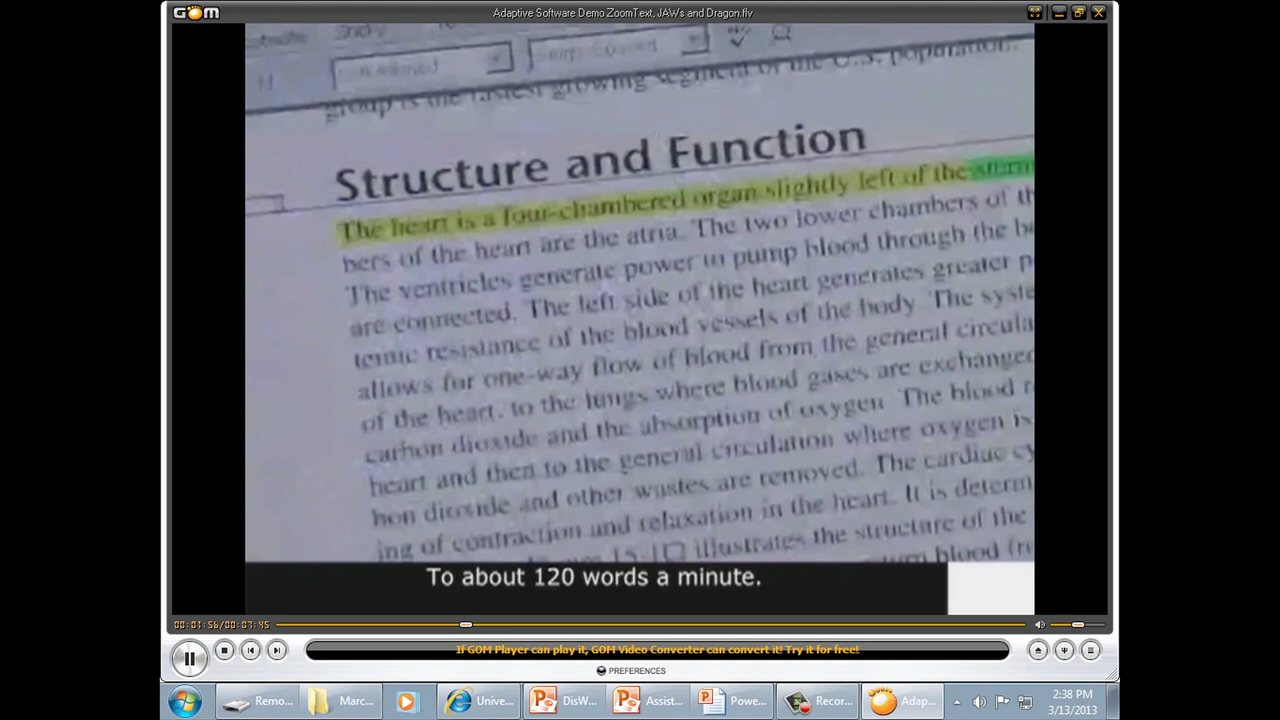 GOM
Adaptive Software Demo ZoomText, JAWs and Dragon.flv
group is the fastest growing segment of the U.S. population.
Structure and Function
The heart is a four-chambered organ slightly left of the
bers of the heart are the atria. The two lower chambers of
The ventricles generate power to pump blood through the
are connected. The left side of the heart generates greater
temic resistance of the blood vessels of the body. The
allows for one-way flow of blood from the general
of the heart, to the lungs where blood gases are exchanged
carbon dioxide and the absorption of oxygen. The blood
heart and then to the general circulation where oxygen is
bon dioxide and other wastes are removed. The cardiac
ing of contraction and relaxation in the heart. It is
illustrates the structure of the
blood
To about 120 words a minute.
00:01:56/00:07:45
If GOM Player can play it, GOM Video Converter can convert it! Try it for free!
PREFERENCES
Remo...
Marc...
Unive...
DisW...
Assist...
Powe...
Recor...
Adap...
2:38 PM
3/13/2013